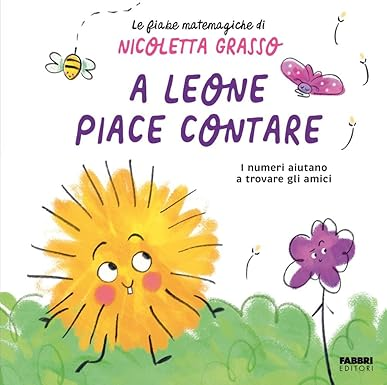 Le fiabe matemagiche di
NICOLETTA GRASSO
A LEONE
PIACE CONTARE
I numeri aiutano
a trovare gli amici
FABBRI
EDITORI